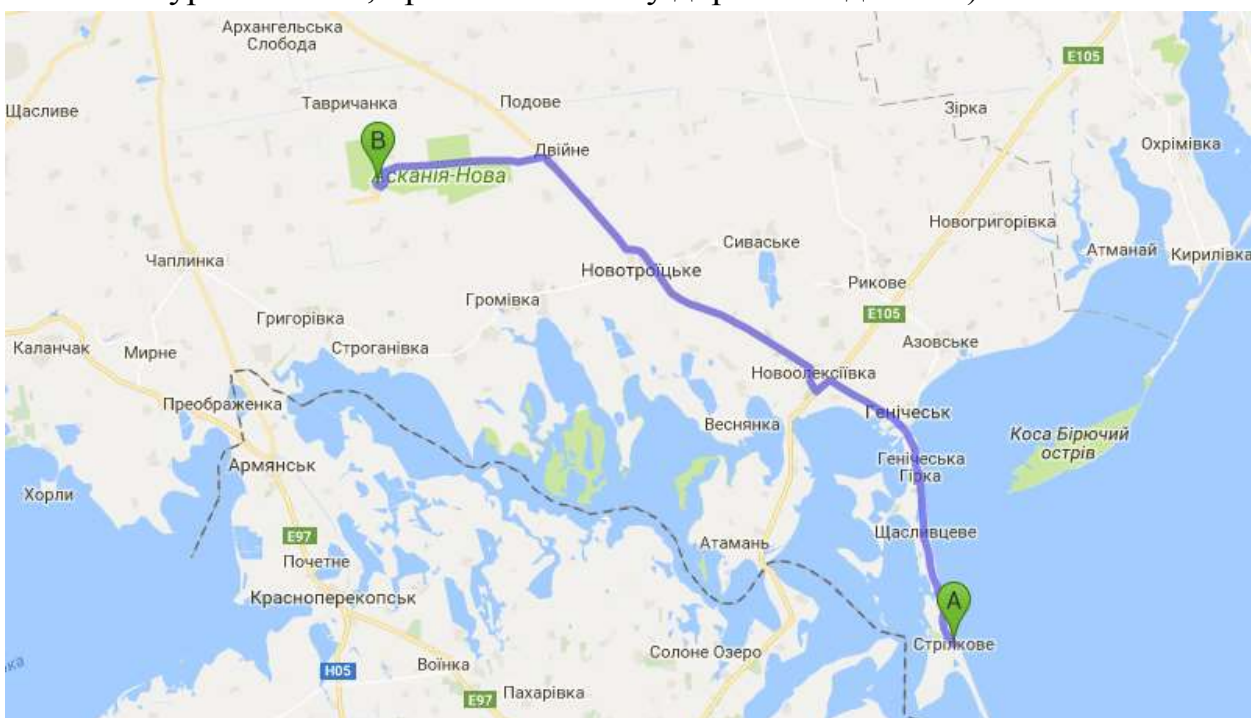 Архангельська
Слобода
E105
Щасливе
Тавричанка
Подове
Зірка
Охрімівка
B
Двійне
Асканія-Нова
Новогригорівка
Сиваське
Атманай
Кирилівка
Чаплинка
Новотроїцьке
Рикове
Громівка
E105
Григорівка
Азовське
Каланчак
Мирне
Строганівка
Новоолексіївка
Преображенка
Генічеськ
Веснянка
Коса Бірючий
острів
Армянськ
Генічеська
Гірка
Хорли
E97
Щасливцеве
Атамань
Почетне
Красноперекопськ
A
Стрілкове
Солоне Озеро
H05
Воїнка
E97
Пахарівка